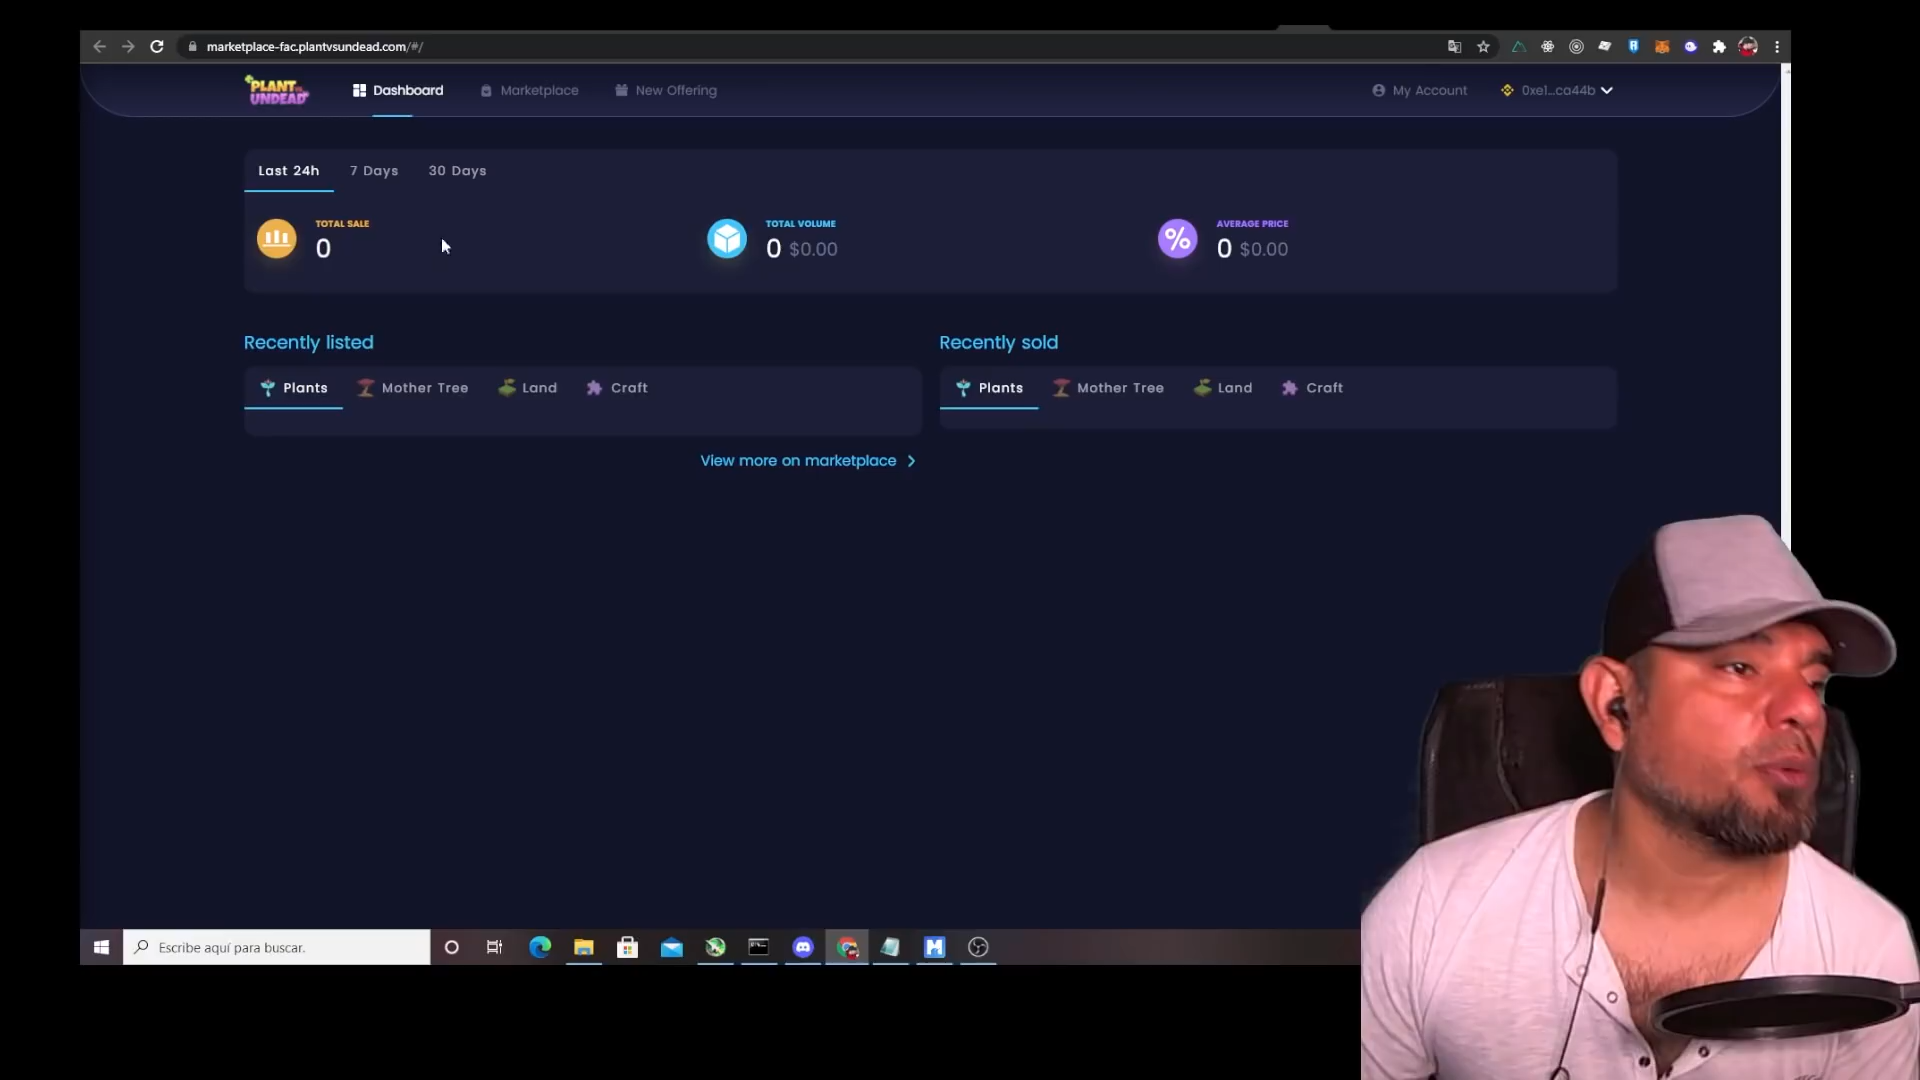 marketplace-fac.plantvsundead.com/#/
PLANT VS
UNDEAD
Dashboard
Marketplace
New Offering
My Account
0xe1...ca44b
Last 24h
7 Days
30 Days
TOTAL SALE
0
TOTAL VOLUME
0 $0.00
AVERAGE PRICE
0 $0.00
Recently listed
Plants
Mother Tree
Land
Craft
View more on marketplace
Recently sold
Plants
Mother Tree
Land
Craft
Escribe aquí para buscar.